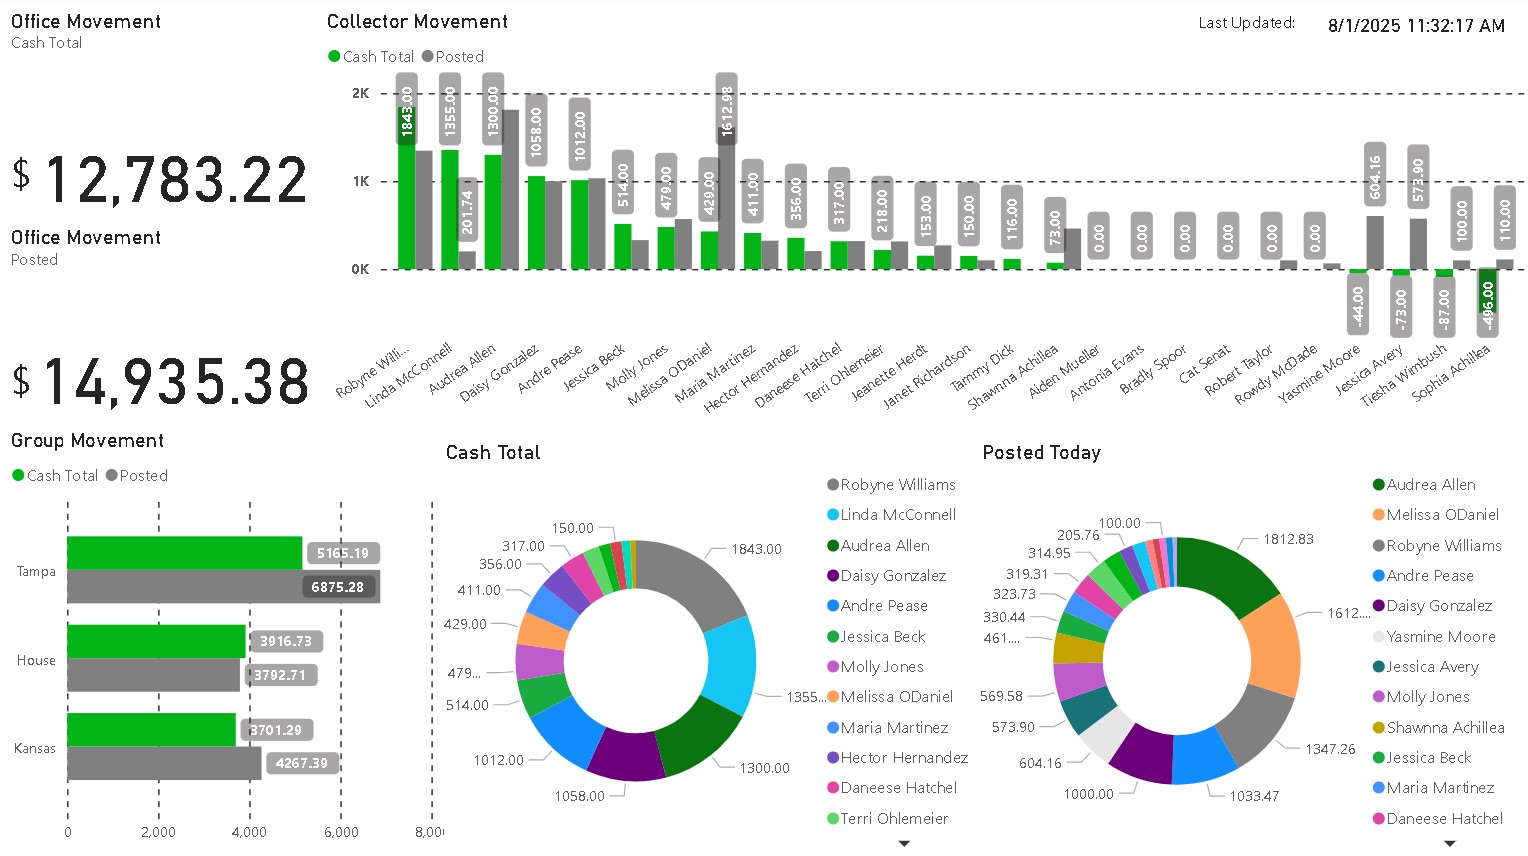 Office Movement
Cash Total
$ 12,783.22
Office Movement
Posted
$ 14,935.38
Collector Movement
Last Updated: 8/1/2025 11:32:17 AM
Cash Total Posted
2K
1K
0K
1843.00
1355.00
201.74
1300.00
1058.00
1012.00
514.00
479.00
429.00
1612.98
411.00
356.00
317.00
218.00
153.00
150.00
116.00
73.00
0.00
0.00
0.00
0.00
0.00
0.00
-44.00
604.16
-73.00
573.90
-87.00
100.00
-496.00
110.00
Robyne Willi...
Linda McConnell
Audrea Allen
Daisy Gonzalez
Andre Pease
Jessica Beck
Molly Jones
Melissa ODaniel
Maria Martinez
Hector Hernandez
Daneese Hatchel
Terri Ohlemeier
Jeanette Herdt
Janet Richardson
Tammy Dick
Shawnna Achillea
Aiden Mueller
Antonia Evans
Bradly Spoor
Cat Senat
Robert Taylor
Rowdy McDade
Yasmine Moore
Jessica Avery
Tiesha Wimbush
Sophia Achillea
Group Movement
Cash Total Posted
Tampa
5165.19
6875.28
House
3916.73
3792.71
Kansas
3701.29
4267.39
0 2,000 4,000 6,000 8,000
Cash Total
150.00
317.00
356.00
411.00
429.00
479...
514.00
1012.00
1058.00
1300.00
1355...
1843.00
Robyne Williams
Linda McConnell
Audrea Allen
Daisy Gonzalez
Andre Pease
Jessica Beck
Molly Jones
Melissa ODaniel
Maria Martinez
Hector Hernandez
Daneese Hatchel
Terri Ohlemeier
Posted Today
100.00
205.76
314.95
319.31
323.73
330.44
461....
569.58
573.90
604.16
1000.00
1033.47
1347.26
1612....
1812.83
Audrea Allen
Melissa ODaniel
Robyne Williams
Andre Pease
Daisy Gonzalez
Yasmine Moore
Jessica Avery
Molly Jones
Shawnna Achillea
Jessica Beck
Maria Martinez
Daneese Hatchel